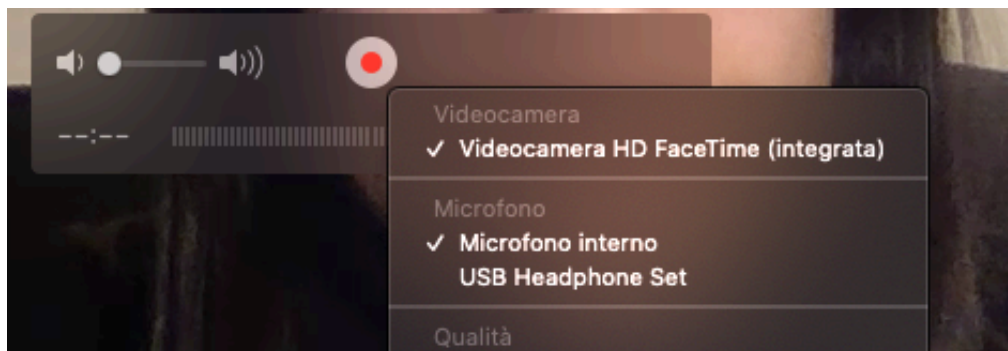 --:--
Videocamera
✓ Videocamera HD FaceTime (integrata)
Microfono
✓ Microfono interno
USB Headphone Set
Qualità